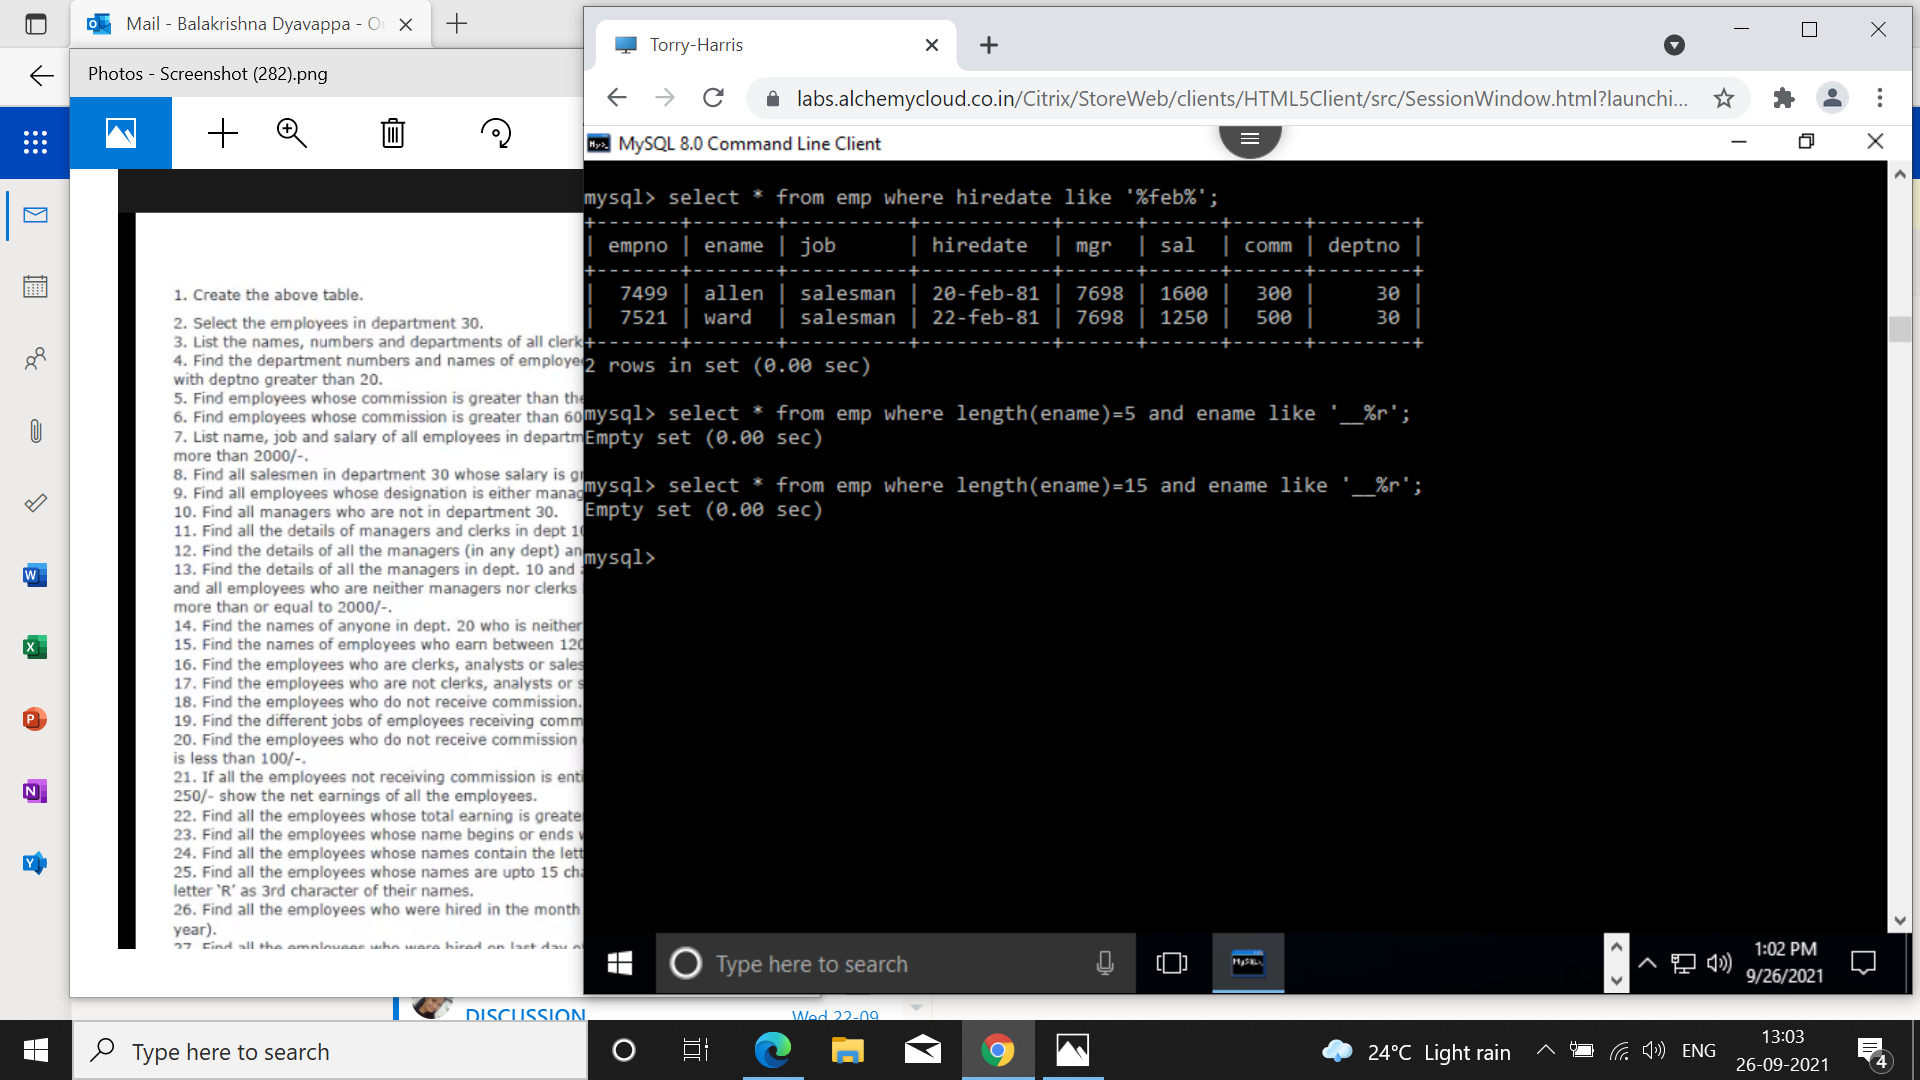 Mail - Balakrishna Dyavappa - Ou
Photos - Screenshot (282).png
1. Create the above table.
2. Select the employees in department 30.
3. List the names, numbers and departments of all clerk
4. Find the department numbers and names of employe
with deptno greater than 20.
5. Find employees whose commission is greater than the
6. Find employees whose commission is greater than 60
7. List name, job and salary of all employees in departm
more than 2000/-.
8. Find all salesmen in department 30 whose salary is gr
9. Find all employees whose designation is either manag
10. Find all managers who are not in department 30.
11. Find all the details of managers and clerks in dept 10
12. Find the details of all the managers (in any dept) an
13. Find the details of all the managers in dept. 10 and a
and all employees who are neither managers nor clerks
more than or equal to 2000/-.
14. Find the names of anyone in dept. 20 who is neither
15. Find the names of employees who earn between 120
16. Find the employees who are clerks, analysts or sales
17. Find the employees who are not clerks, analysts or s
18. Find the employees who do not receive commission.
19. Find the different jobs of employees receiving comm
20. Find the employees who do not receive commission
is less than 100/-.
21. If all the employees not receiving commission is enti
250/- show the net earnings of all the employees.
22. Find all the employees whose total earning is greate
23. Find all the employees whose name begins or ends w
24. Find all the employees whose names contain the lett
25. Find all the employees whose names are upto 15 cha
letter ‘R’ as 3rd character of their names.
26. Find all the employees who were hired in the month
year).
27. Find all the employees who were hired on last day of
DISCUSSION
Wed 22-09
Torry-Harris
labs.alchemycloud.co.in/Citrix/StoreWeb/clients/HTML5Client/src/SessionWindow.html?launchi...
MySQL 8.0 Command Line Client
mysql> select * from emp where hiredate like '%feb%';
+-------+-------+----------+-----------+------+------+------+--------+
| empno | ename | job      | hiredate  | mgr  | sal  | comm | deptno |
+-------+-------+----------+-----------+------+------+------+--------+
|  7499 | allen | salesman | 20-feb-81 | 7698 | 1600 |  300 |     30 |
|  7521 | ward  | salesman | 22-feb-81 | 7698 | 1250 |  500 |     30 |
+-------+-------+----------+-----------+------+------+------+--------+
2 rows in set (0.00 sec)
mysql> select * from emp where length(ename)=5 and ename like '__%r';
Empty set (0.00 sec)
mysql> select * from emp where length(ename)=15 and ename like '__%r';
Empty set (0.00 sec)
mysql>
Type here to search
MySQL
1:02 PM
9/26/2021
Type here to search
24°C Light rain
ENG
13:03
26-09-2021
4